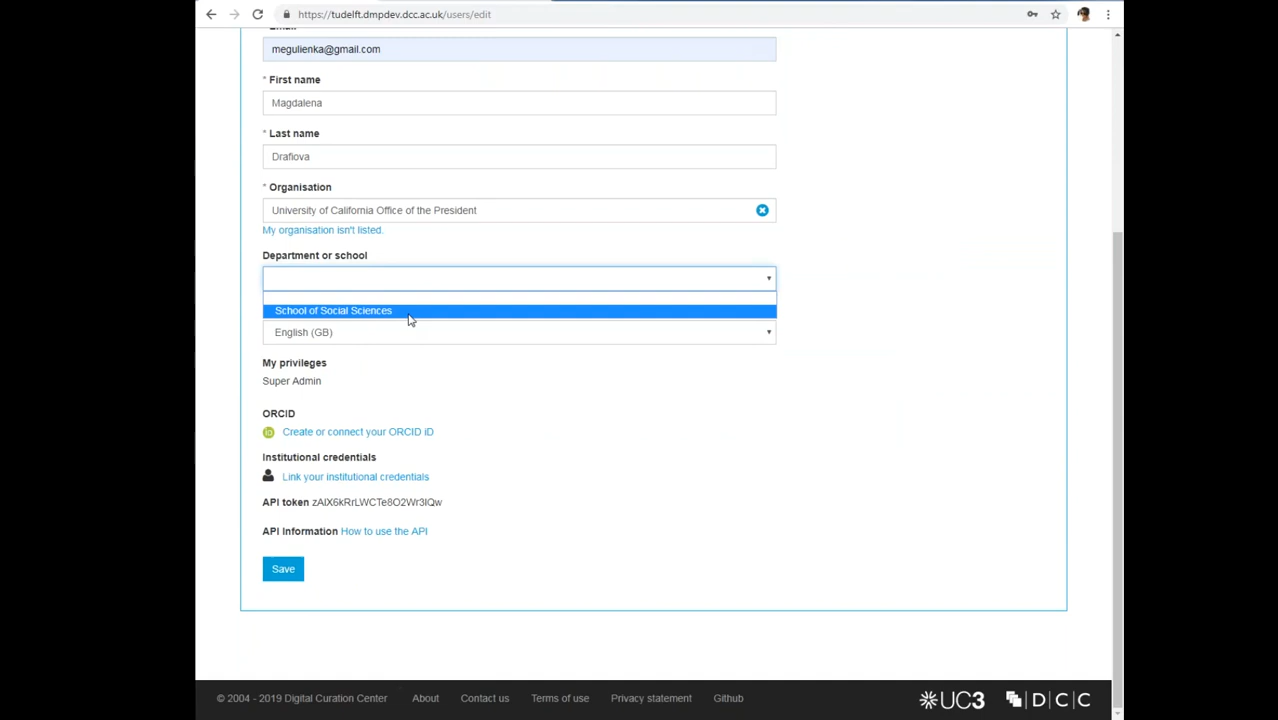 https://tudelft.dmpdev.dcc.ac.uk/users/edit
megulienka@gmail.com
* First name
Magdalena
* Last name
Drafiova
* Organisation
University of California Office of the President
My organisation isn't listed.
Department or school
School of Social Sciences
English (GB)
My privileges
Super Admin
ORCID
iD
Create or connect your ORCID iD
Institutional credentials
Link your institutional credentials
API token zAIX6kRrLWCTe8O2Wr3IQw
API Information How to use the API
Save
© 2004 - 2019 Digital Curation Center About Contact us Terms of use Privacy statement Github UC3 D|C|C